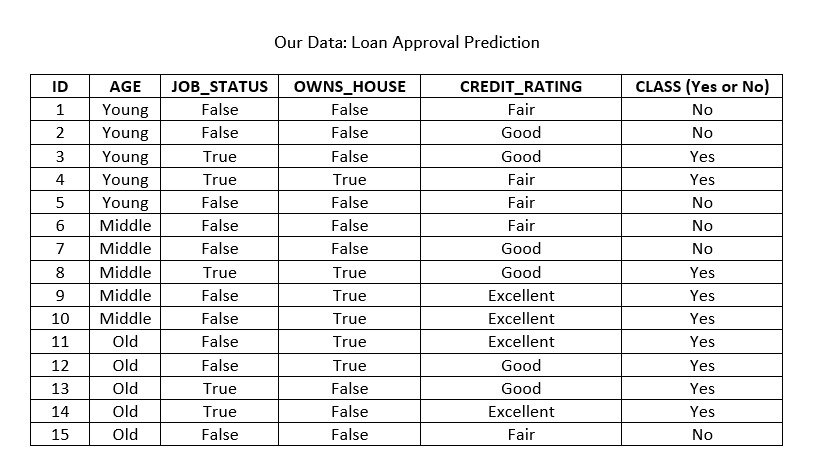 Our Data: Loan Approval Prediction
ID AGE JOB_STATUS OWNS_HOUSE CREDIT_RATING CLASS (Yes or No)
1 Young False False Fair No
2 Young False False Good No
3 Young True False Good Yes
4 Young True True Fair Yes
5 Young False False Fair No
6 Middle False False Fair No
7 Middle False False Good No
8 Middle True True Good Yes
9 Middle False True Excellent Yes
10 Middle False True Excellent Yes
11 Old False True Excellent Yes
12 Old False True Good Yes
13 Old True False Good Yes
14 Old True False Excellent Yes
15 Old False False Fair No